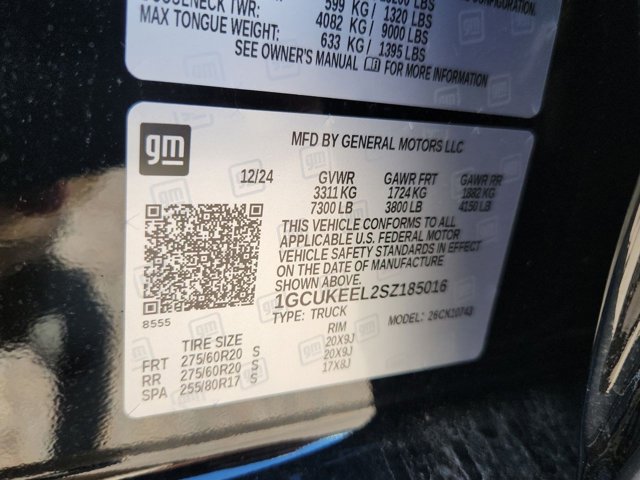 CONFIGURATION.
599 KG / 1320 LBS
4082 KG / 9000 LBS
MAX TONGUE WEIGHT: 633 KG / 1395 LBS
SEE OWNER'S MANUAL FOR MORE INFORMATION
gm
MFD BY GENERAL MOTORS LLC
12/24 GVWR GAWR FRT GAWR RR
3311 KG 1724 KG 1882 KG
7300 LB 3800 LB 4150 LB
THIS VEHICLE CONFORMS TO ALL
APPLICABLE U.S. FEDERAL MOTOR
VEHICLE SAFETY STANDARDS IN EFFECT
ON THE DATE OF MANUFACTURE SHOWN ABOVE.
1GCUKEEL2SZ185016
8555
TYPE: TRUCK MODEL: 26CK10743
TIRE SIZE RIM
FRT 275/60R20 S 20X9J
RR 275/60R20 S 20X9J
SPA 255/80R17 S 17X8J